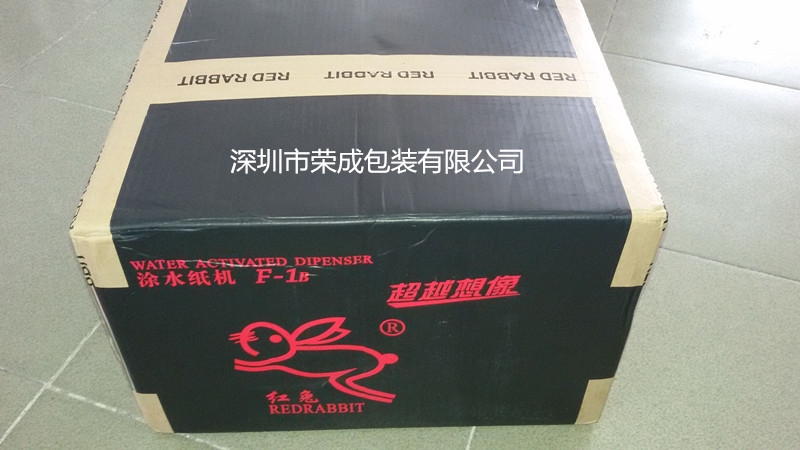 RED RABBIT RED RABBIT RED RABBIT
深圳市荣成包装有限公司
WATER ACTIVATED DIPENSER
涂水纸机 F-1B
超越想像
®
红兔
REDRABBIT